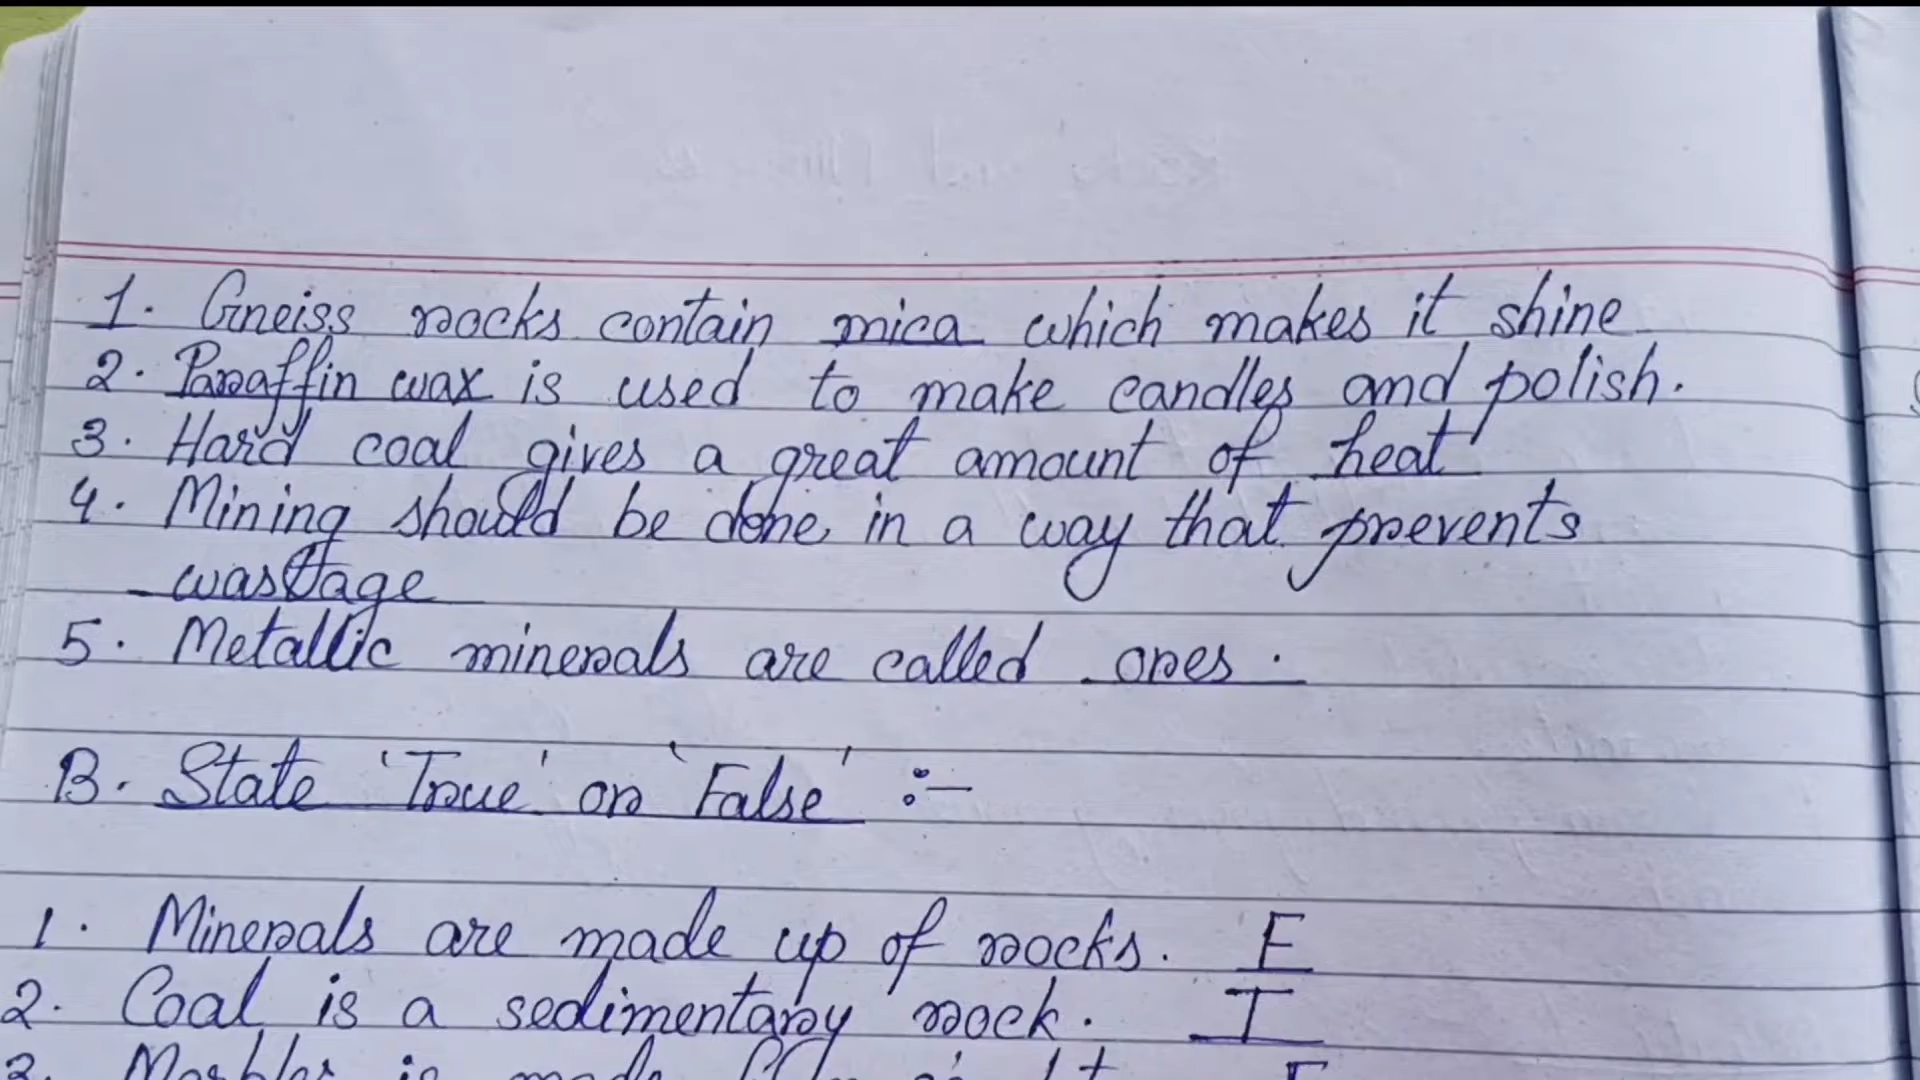 1. Gneiss rocks contain mica which makes it shine
2. Paraffin wax is used to make candles and polish.
3. Hard coal gives a great amount of heat
4. Mining should be done in a way that prevents
wastage
5. Metallic minerals are called ores.
B. State 'True' or 'False' :-
1. Minerals are made up of rocks. F
2. Coal is a sedimentary rock. T
3. is made